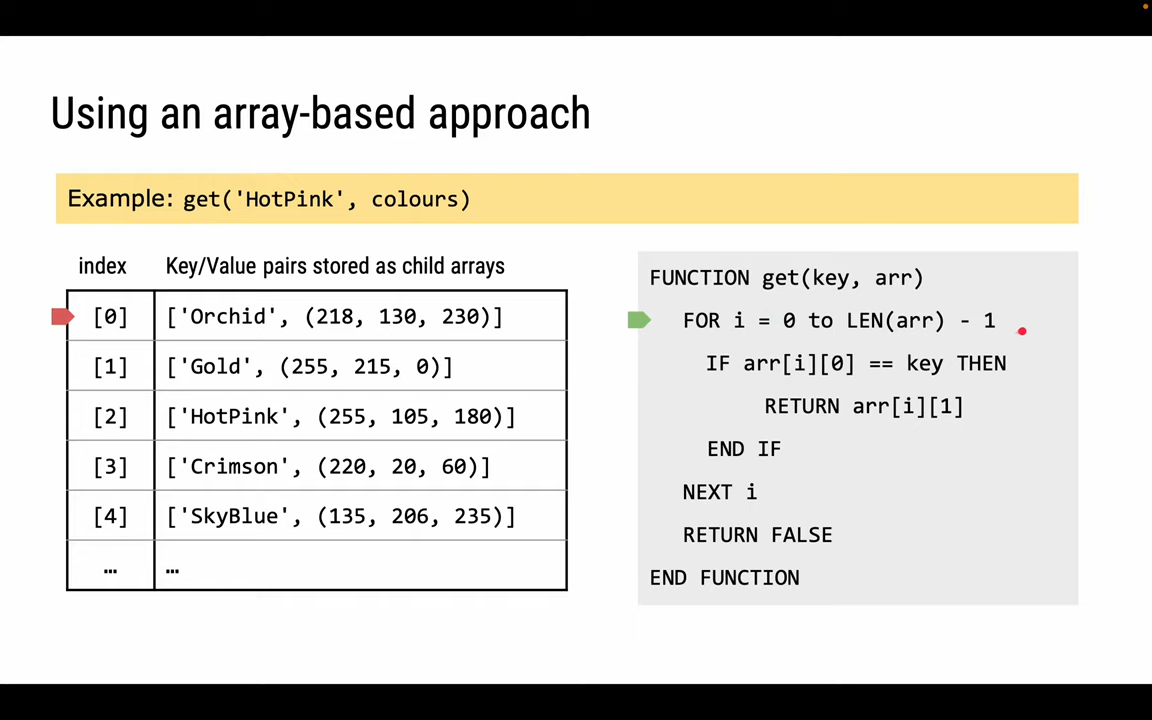 Using an array-based approach
Example: get('HotPink', colours)
index Key/Value pairs stored as child arrays
[0] ['Orchid', (218, 130, 230)]
[1] ['Gold', (255, 215, 0)]
[2] ['HotPink', (255, 105, 180)]
[3] ['Crimson', (220, 20, 60)]
[4] ['SkyBlue', (135, 206, 235)]
… …
FUNCTION get(key, arr)
FOR i = 0 to LEN(arr) - 1
IF arr[i][0] == key THEN
RETURN arr[i][1]
END IF
NEXT i
RETURN FALSE
END FUNCTION